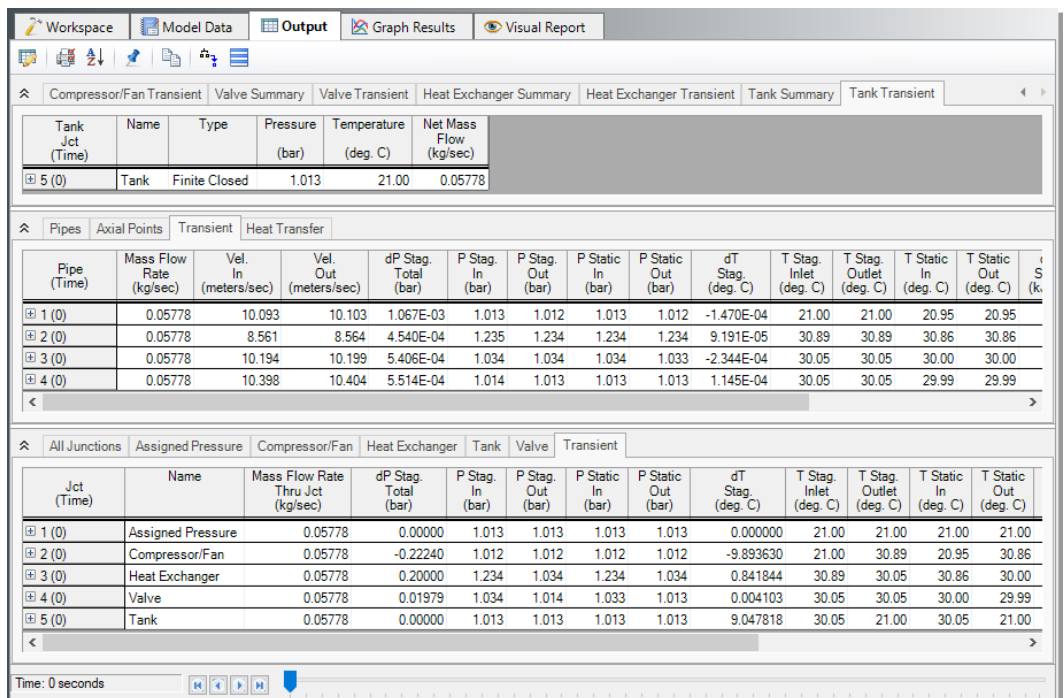 Workspace Model Data Output Graph Results Visual Report
Compressor/Fan Transient Valve Summary Valve Transient Heat Exchanger Summary Heat Exchanger Transient Tank Summary Tank Transient
Tank Jct (Time) Name Type Pressure (bar) Temperature (deg. C) Net Mass Flow (kg/sec)
5 (0) Tank Finite Closed 1.013 21.00 0.05778
Pipes Axial Points Transient Heat Transfer
Pipe (Time) Mass Flow Rate (kg/sec) Vel. In (meters/sec) Vel. Out (meters/sec) dP Stag. Total (bar) P Stag. In (bar) P Stag. Out (bar) P Static In (bar) P Static Out (bar) dT Stag. (deg. C) T Stag. Inlet (deg. C) T Stag. Outlet (deg. C) T Static In (deg. C) T Static Out (deg. C)
1 (0) 0.05778 10.093 10.103 1.067E-03 1.013 1.012 1.013 1.012 -1.470E-04 21.00 21.00 20.95 20.95
2 (0) 0.05778 8.561 8.564 4.540E-04 1.235 1.234 1.234 1.234 9.191E-05 30.89 30.89 30.86 30.86
3 (0) 0.05778 10.194 10.199 5.406E-04 1.034 1.034 1.034 1.033 -2.344E-04 30.05 30.05 30.00 30.00
4 (0) 0.05778 10.398 10.404 5.514E-04 1.014 1.013 1.013 1.013 1.145E-04 30.05 30.05 29.99 29.99
All Junctions Assigned Pressure Compressor/Fan Heat Exchanger Tank Valve Transient
Jct (Time) Name Mass Flow Rate Thru Jct (kg/sec) dP Stag. Total (bar) P Stag. In (bar) P Stag. Out (bar) P Static In (bar) P Static Out (bar) dT Stag. (deg. C) T Stag. Inlet (deg. C) T Stag. Outlet (deg. C) T Static In (deg. C) T Static Out (deg. C)
1 (0) Assigned Pressure 0.05778 0.00000 1.013 1.013 1.013 1.013 0.000000 21.00 21.00 21.00 21.00
2 (0) Compressor/Fan 0.05778 -0.22240 1.012 1.012 1.012 1.012 -9.893630 21.00 30.89 20.95 30.86
3 (0) Heat Exchanger 0.05778 0.20000 1.234 1.034 1.234 1.034 0.841844 30.89 30.05 30.86 30.00
4 (0) Valve 0.05778 0.01979 1.034 1.014 1.033 1.013 0.004103 30.05 30.05 30.00 29.99
5 (0) Tank 0.05778 0.00000 1.013 1.013 1.013 1.013 9.047818 30.05 21.00 30.05 21.00
Time: 0 seconds